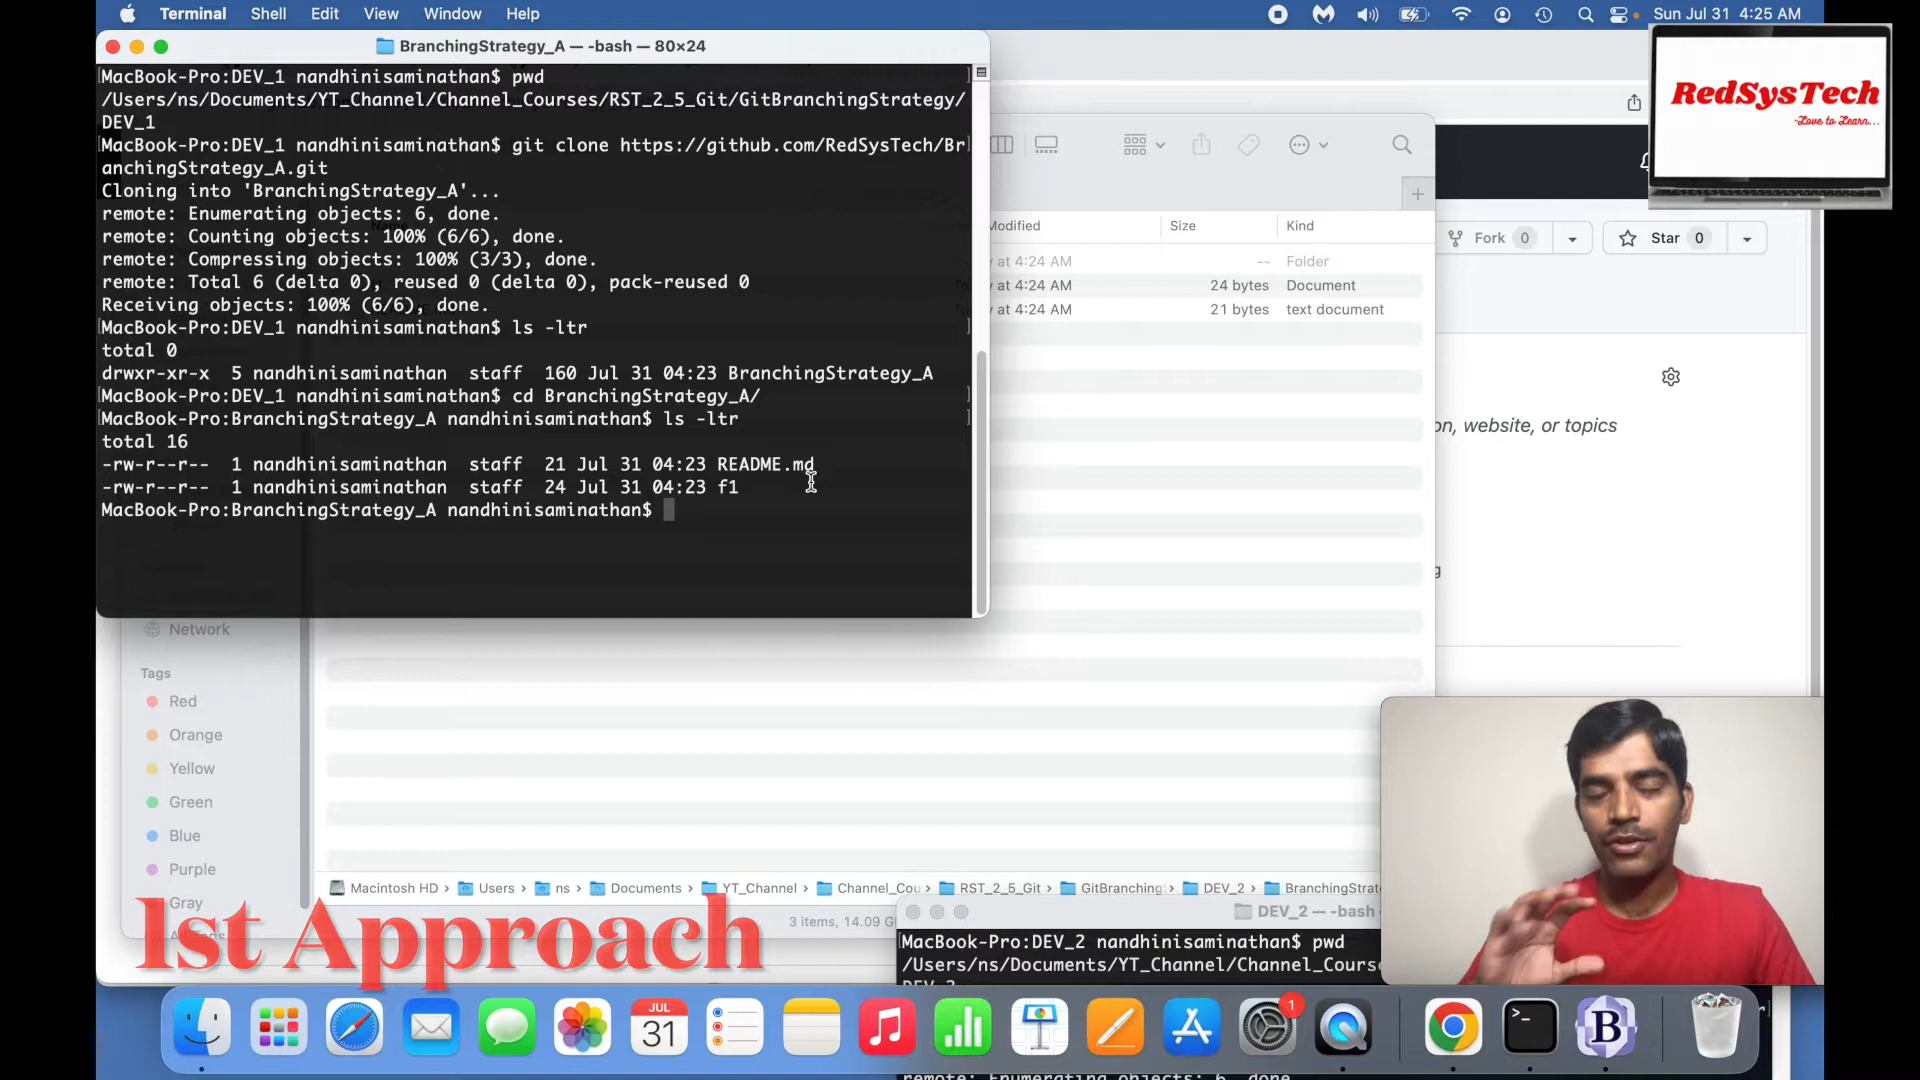 Terminal Shell Edit View Window Help
Sun Jul 31 4:25 AM
RedSysTech
-Love to Learn...
BranchingStrategy_A — -bash — 80×24
MacBook-Pro:DEV_1 nandhinisaminathan$ pwd
/Users/ns/Documents/YT_Channel/Channel_Courses/RST_2_5_Git/GitBranchingStrategy/
DEV_1
MacBook-Pro:DEV_1 nandhinisaminathan$ git clone https://github.com/RedSysTech/Br
anchingStrategy_A.git
Cloning into 'BranchingStrategy_A'...
remote: Enumerating objects: 6, done.
remote: Counting objects: 100% (6/6), done.
remote: Compressing objects: 100% (3/3), done.
remote: Total 6 (delta 0), reused 0 (delta 0), pack-reused 0
Receiving objects: 100% (6/6), done.
MacBook-Pro:DEV_1 nandhinisaminathan$ ls -ltr
total 0
drwxr-xr-x 5 nandhinisaminathan staff 160 Jul 31 04:23 BranchingStrategy_A
MacBook-Pro:DEV_1 nandhinisaminathan$ cd BranchingStrategy_A/
MacBook-Pro:BranchingStrategy_A nandhinisaminathan$ ls -ltr
total 16
-rw-r--r-- 1 nandhinisaminathan staff 21 Jul 31 04:23 README.md
-rw-r--r-- 1 nandhinisaminathan staff 24 Jul 31 04:23 f1
MacBook-Pro:BranchingStrategy_A nandhinisaminathan$
Modified Size Kind
at 4:24 AM -- Folder
at 4:24 AM 24 bytes Document
at 4:24 AM 21 bytes text document
Fork 0
Star 0
on, website, or topics
Network
Tags
Red
Orange
Yellow
Green
Blue
Purple
Gray
Macintosh HD › Users › ns › Documents › YT_Channel › Channel_Cou › RST_2_5_Git › GitBranching › DEV_2 › BranchingStrat
3 items, 14.09 G
1st Approach
DEV_2 — -bash
MacBook-Pro:DEV_2 nandhinisaminathan$ pwd
/Users/ns/Documents/YT_Channel/Channel_Cours
JUL
31
1
remote: Enumerating objects: 6, done